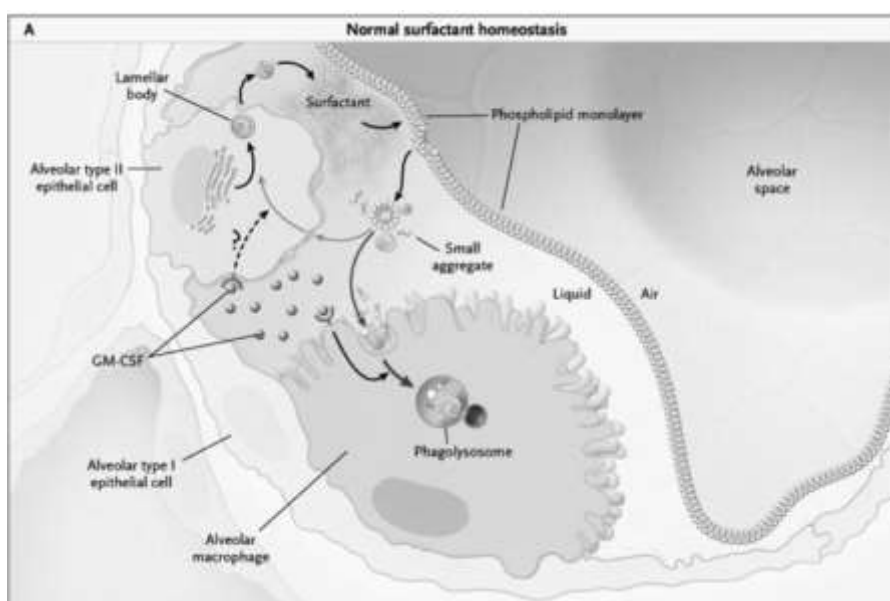 A
Normal surfactant homeostasis
Lamellar
body
Surfactant
Phospholipid monolayer
Alveolar type II
epithelial cell
Alveolar
space
?
Small
aggregate
Liquid
Air
GM-CSF
Phagolysosome
Alveolar type I
epithelial cell
Alveolar
macrophage